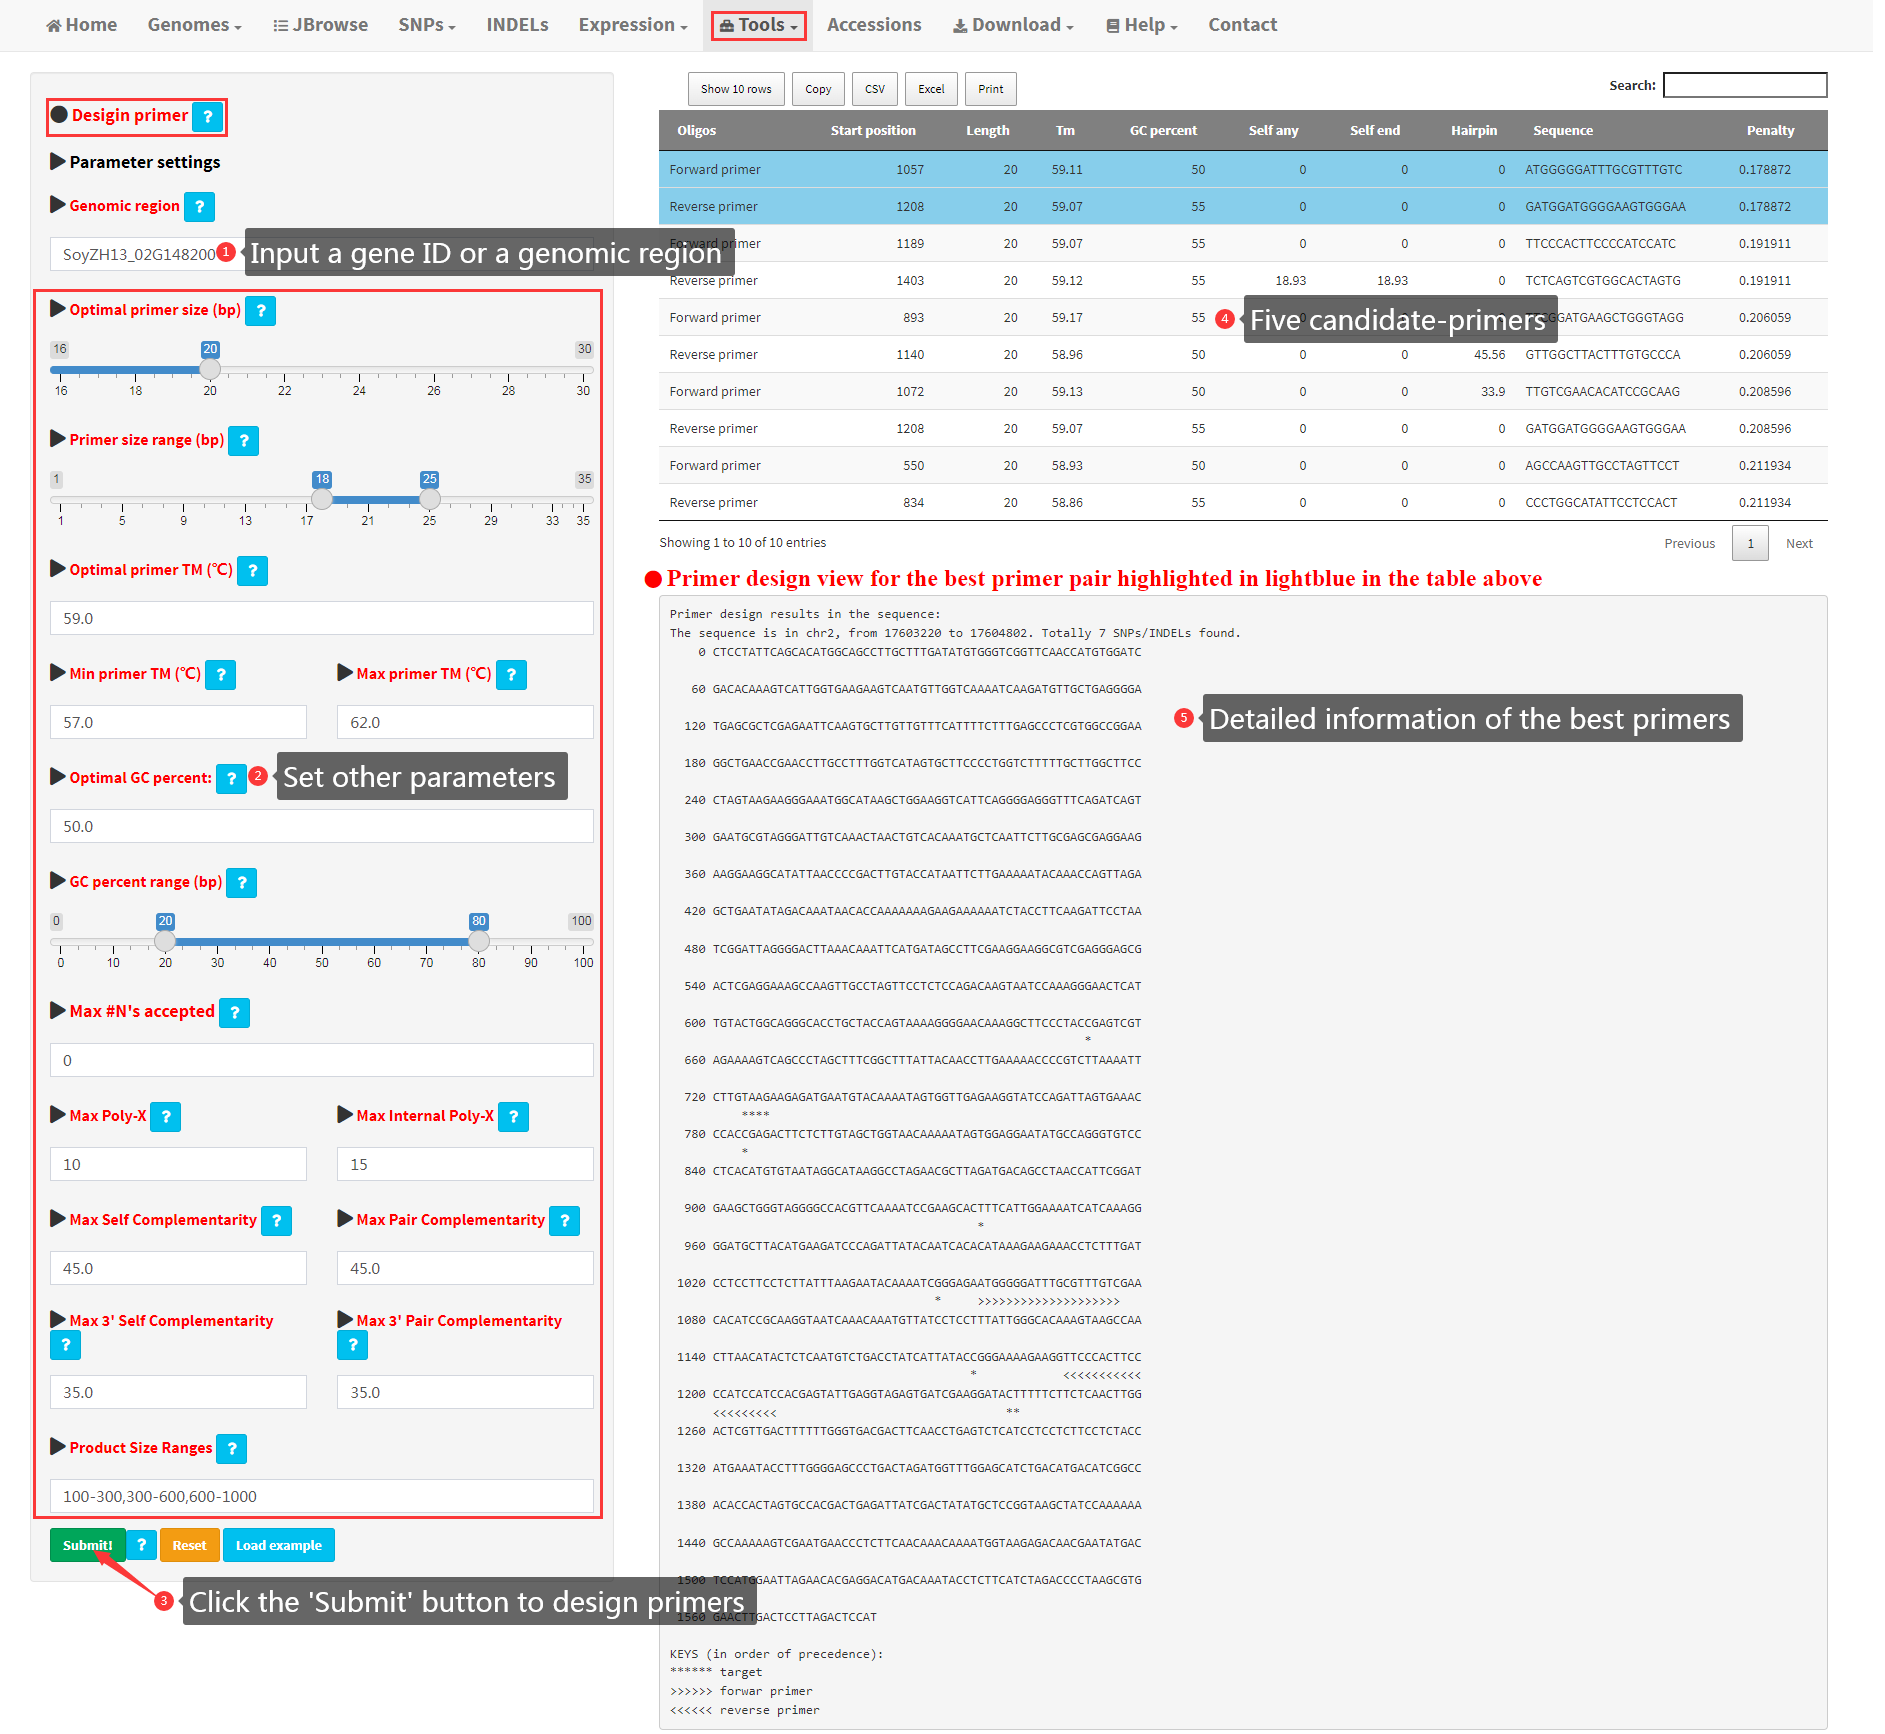 Home Genomes JBrowse SNPs INDELs Expression Tools Accessions Download Help Contact
Desigin primer ?
Parameter settings
Genomic region ?
SoyZH13_02G148200
1 Input a gene ID or a genomic region
Optimal primer size (bp) ?
16 20 30
16 18 20 22 24 26 28 30
Primer size range (bp) ?
1 18 25 35
1 5 9 13 17 21 25 29 33 35
Optimal primer TM (℃) ?
59.0
Min primer TM (℃) ? Max primer TM (℃) ?
57.0 62.0
Optimal GC percent: ? 2 Set other parameters
50.0
GC percent range (bp) ?
0 20 80 100
0 10 20 30 40 50 60 70 80 90 100
Max #N's accepted ?
0
Max Poly-X ? Max Internal Poly-X ?
10 15
Max Self Complementarity ? Max Pair Complementarity ?
45.0 45.0
Max 3' Self Complementarity ? Max 3' Pair Complementarity ?
35.0 35.0
Product Size Ranges ?
100-300,300-600,600-1000
Submit! ? Reset Load example
3 Click the 'Submit' button to design primers
Show 10 rows Copy CSV Excel Print Search:
Oligos Start position Length Tm GC percent Self any Self end Hairpin Sequence Penalty
Forward primer 1057 20 59.11 50 0 0 0 ATGGGGGATTTGCGTTTGTC 0.178872
Reverse primer 1208 20 59.07 55 0 0 0 GATGGATGGGGAAGTGGGAA 0.178872
Forward primer 1189 20 59.07 55 0 0 0 TTCCCACTTCCCCATCCATC 0.191911
Reverse primer 1403 20 59.12 55 18.93 18.93 0 TCTCAGTCGTGGCACTAGTG 0.191911
Forward primer 893 20 59.17 55 GGATGAAGCTGGGTAGG 0.206059
4 Five candidate-primers
Reverse primer 1140 20 58.96 50 0 0 45.56 GTTGGCTTACTTTGTGCCCA 0.206059
Forward primer 1072 20 59.13 50 0 0 33.9 TTGTCGAACACATCCGCAAG 0.208596
Reverse primer 1208 20 59.07 55 0 0 0 GATGGATGGGGAAGTGGGAA 0.208596
Forward primer 550 20 58.93 50 0 0 0 AGCCAAGTTGCCTAGTTCCT 0.211934
Reverse primer 834 20 58.86 55 0 0 0 CCCTGGCATATTCCTCCACT 0.211934
Showing 1 to 10 of 10 entries Previous 1 Next
Primer design view for the best primer pair highlighted in lightblue in the table above
Primer design results in the sequence:
The sequence is in chr2, from 17603220 to 17604802. Totally 7 SNPs/INDELs found.
0 CTCCTATTCAGCACATGGCAGCCTTGCTTTGATATGTGGGTCGGTTCAACCATGTGGATC
60 GACACAAAGTCATTGGTGAAGAAGTCAATGTTGGTCAAAATCAAGATGTTGCTGAGGGGA
5 Detailed information of the best primers
120 TGAGCGCTCGAGAATTCAAGTGCTTGTTGTTTCATTTTCTTTGAGCCCTCGTGGCCGGAA
180 GGCTGAACCGAACCTTGCCTTTGGTCATAGTGCTTCCCCTGGTCTTTTTGCTTGGCTTCC
240 CTAGTAAGAAGGGAAATGGCATAAGCTGGAAGGTCATTCAGGGGAGGGTTTCAGATCAGT
300 GAATGCGTAGGGATTGTCAAACTAACTGTCACAAATGCTCAATTCTTGCGAGCGAGGAAG
360 AAGGAAGGCATATTAACCCCGACTTGTACCATAATTCTTGAAAAATACAAACCAGTTAGA
420 GCTGAATATAGACAAATAACACCAAAAAAAGAAGAAAAAATCTACCTTCAAGATTCCTAA
480 TCGGATTAGGGGACTTAAACAAATTCATGATAGCCTTCGAAGGAAGGCGTCGAGGGAGCG
540 ACTCGAGGAAAGCCAAGTTGCCTAGTTCCTCTCCAGACAAGTAATCCAAAGGGAACTCAT
600 TGTACTGGCAGGGCACCTGCTACCAGTAAAAGGGGAACAAAGGCTTCCCTACCGAGTCGT
*
660 AGAAAAGTCAGCCCTAGCTTTCGGCTTTATTACAACCTTGAAAAACCCCGTCTTAAAATT
720 CTTGTAAGAAGAGATGAATGTACAAAATAGTGGTTGAGAAGGTATCCAGATTAGTGAAAC
****
780 CCACCGAGACTTCTCTTGTAGCTGGTAACAAAAATAGTGGAGGAATATGCCAGGGTGTCC
*
840 CTCACATGTGTAATAGGCATAAGGCCTAGAACGCTTAGATGACAGCCTAACCATTCGGAT
900 GAAGCTGGGTAGGGGCCACGTTCAAAATCCGAAGCACTTTCATTGGAAAATCATCAAAGG
*
960 GGATGCTTACATGAAGATCCCAGATTATACAATCACACATAAAGAAGAAACCTCTTTGAT
1020 CCTCCTTCCTCTTATTTAAGAATACAAAATCGGGAGAATGGGGGATTTGCGTTTGTCGAA
* >>>>>>>>>>>>>>>>>>>>
1080 CACATCCGCAAGGTAATCAAACAAATGTTATCCTCCTTTATTGGGCACAAAGTAAGCCAA
1140 CTTAACATACTCTCAATGTCTGACCTATCATTATACCGGGAAAAGAAGGTTCCCACTTCC
* <<<<<<<<<<<
1200 CCATCCATCCACGAGTATTGAGGTAGAGTGATCGAAGGATACTTTTTCTTCTCAACTTGG
<<<<<<<<< **
1260 ACTCGTTGACTTTTTTGGGTGACGACTTCAACCTGAGTCTCATCCTCCTCTTCCTCTACC
1320 ATGAAATACCTTTGGGGAGCCCTGACTAGATGGTTTGGAGCATCTGACATGACATCGGCC
1380 ACACCACTAGTGCCACGACTGAGATTATCGACTATATGCTCCGGTAAGCTATCCAAAAAA
1440 GCCAAAAAGTCGAATGAACCCTCTTCAACAAACAAAATGGTAAGAGACAACGAATATGAC
1500 TCCATGGAATTAGAACACGAGGACATGACAAATACCTCTTCATCTAGACCCCTAAGCGTG
1560 GAACTTGACTCCTTAGACTCCAT
KEYS (in order of precedence):
****** target
>>>>>> forwar primer
<<<<<< reverse primer